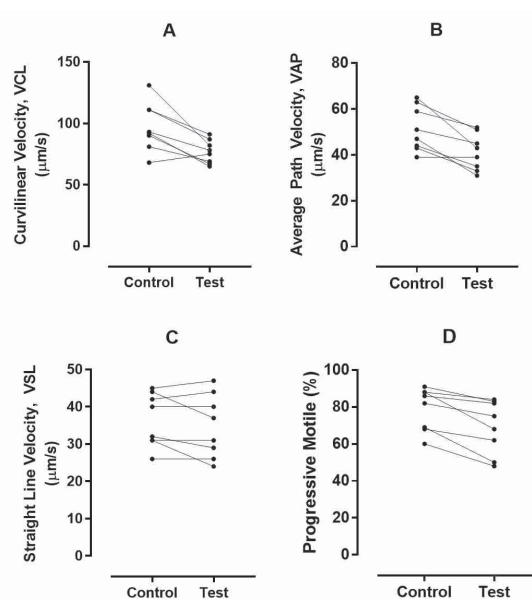 A
Curvilinear Velocity, VCL
(μm/s)
150
100
50
0
Control Test
B
Average Path Velocity, VAP
(μm/s)
80
60
40
20
0
Control Test
C
Straight Line Velocity, VSL
(μm/s)
50
40
30
20
10
0
Control Test
D
Progressive Motile (%)
100
80
60
40
20
0
Control Test